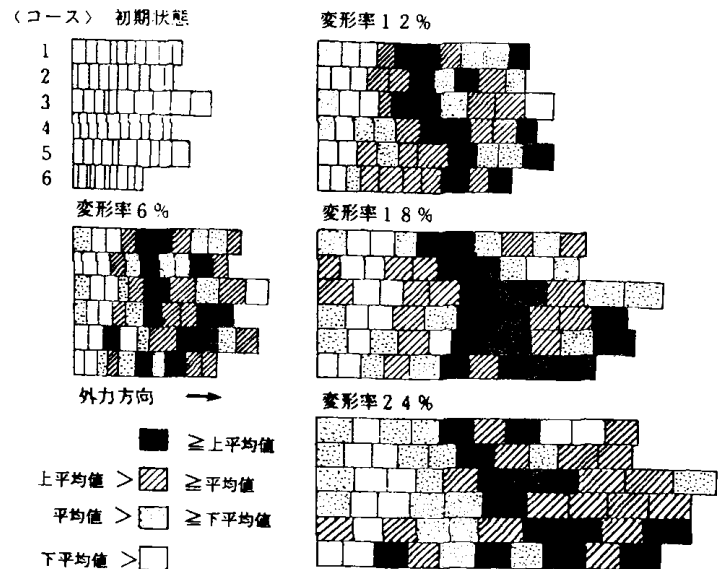 〈コース〉 初期状態
1
2
3
4
5
6
変形率6%
外力方向 →
変形率12%
変形率18%
変形率24%
≧上平均値
上平均値 > ≧平均値
平均値 > ≧下平均値
下平均値 >